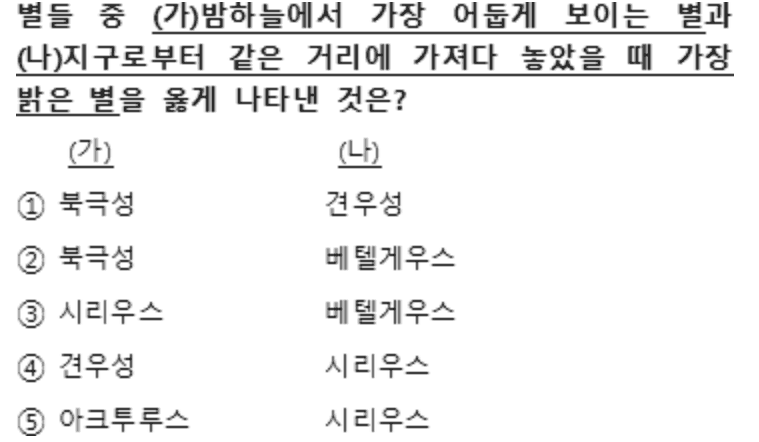 별들 중 (가)밤하늘에서 가장 어둡게 보이는 별과
(나)지구로부터 같은 거리에 가져다 놓았을 때 가장
밝은 별을 옳게 나타낸 것은?
(가) (나)
① 북극성 견우성
② 북극성 베텔게우스
③ 시리우스 베텔게우스
④ 견우성 시리우스
⑤ 아크투루스 시리우스